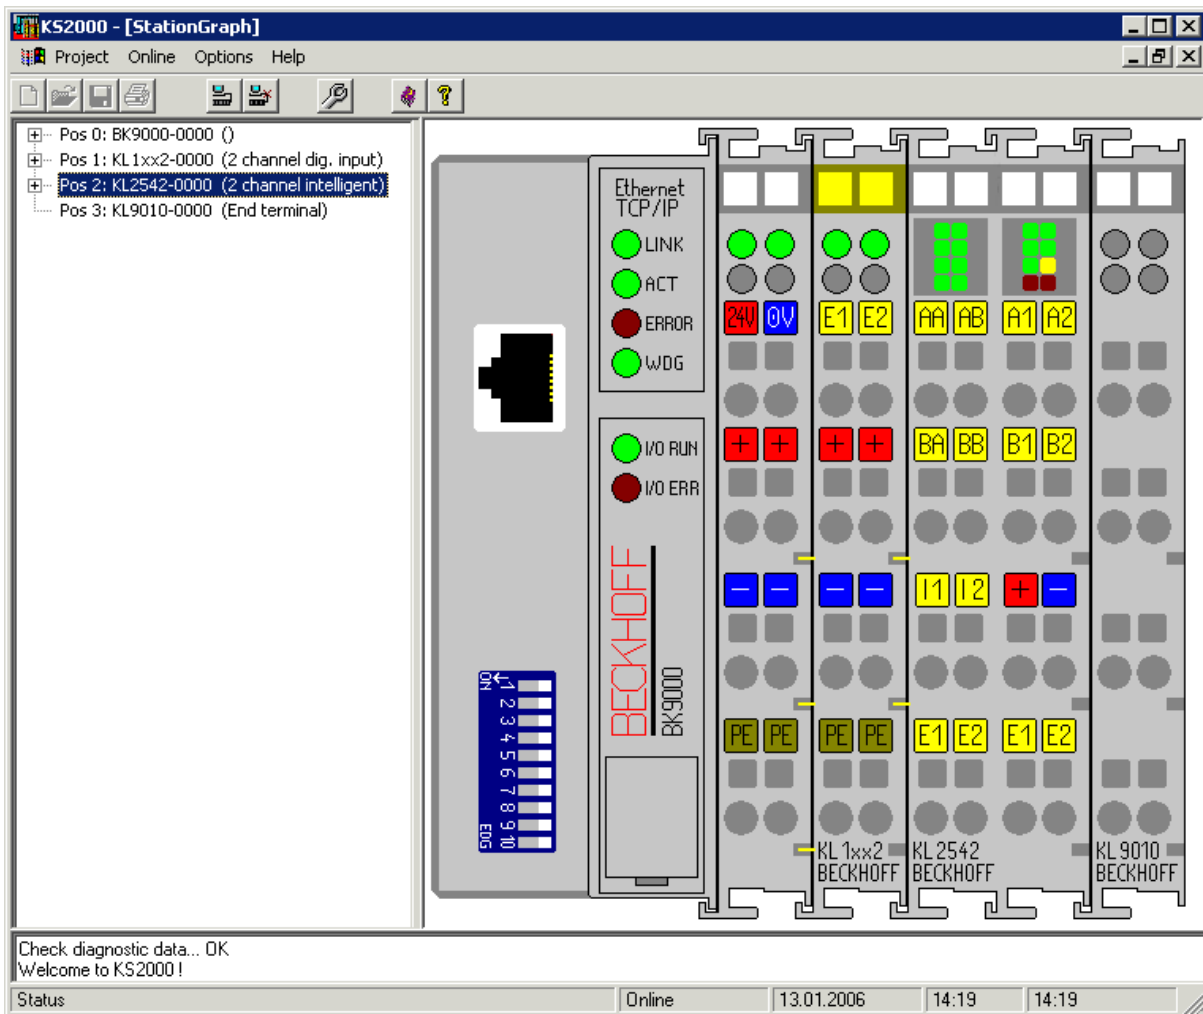 KS2000 - [StationGraph]
Project Online Options Help
Pos 0: BK9000-0000 ()
Pos 1: KL1xx2-0000 (2 channel dig. input)
Pos 2: KL2542-0000 (2 channel intelligent)
Pos 3: KL9010-0000 (End terminal)
Ethernet
TCP/IP
LINK
ACT
ERROR
WDG
I/O RUN
I/O ERR
BECKHOFF
BK9000
ON
1
2
3
4
5
6
7
8
9
10
EDG
24V 0V E1 E2 AA AB A1 A2
+ + + + BA BB B1 B2
− − − − I1 I2 + −
PE PE PE PE E1 E2 E1 E2
KL1xx2 KL2542 KL9010
BECKHOFF BECKHOFF BECKHOFF
Check diagnostic data... OK
Welcome to KS2000 !
Status Online 13.01.2006 14:19 14:19